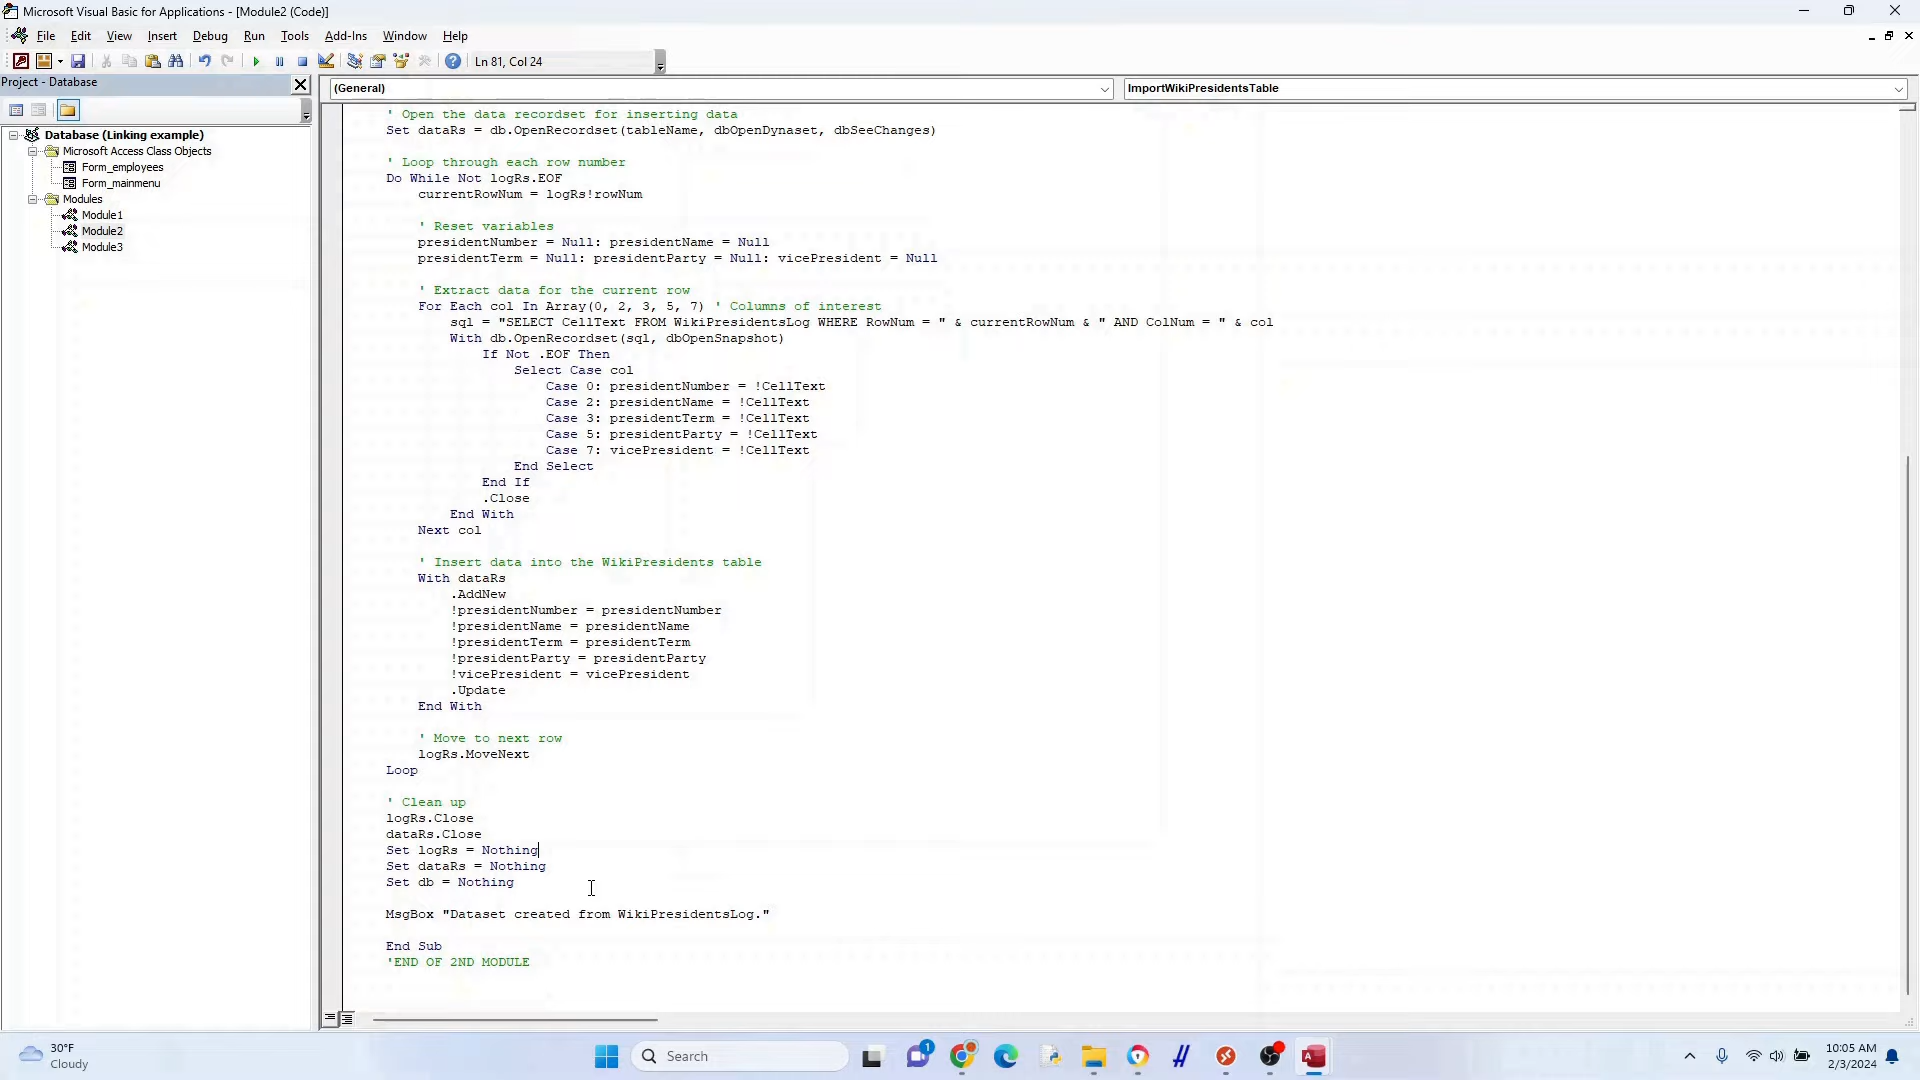 Microsoft Visual Basic for Applications - [Module2 (Code)]
File Edit View Insert Debug Run Tools Add-Ins Window Help
Ln 81, Col 24
Project - Database
(General)
ImportWikiPresidentsTable
Database (Linking example)
Microsoft Access Class Objects
Form_employees
Form_mainmenu
Modules
Module1
Module2
Module3
' Open the data recordset for inserting data
Set dataRs = db.OpenRecordset(tableName, dbOpenDynaset, dbSeeChanges)
' Loop through each row number
Do While Not logRs.EOF
currentRowNum = logRs!rowNum
' Reset variables
presidentNumber = Null: presidentName = Null
presidentTerm = Null: presidentParty = Null: vicePresident = Null
' Extract data for the current row
For Each col In Array(0, 2, 3, 5, 7) ' Columns of interest
sql = "SELECT CellText FROM WikiPresidentsLog WHERE RowNum = " & currentRowNum & " AND ColNum = " & col
With db.OpenRecordset(sql, dbOpenSnapshot)
If Not .EOF Then
Select Case col
Case 0: presidentNumber = !CellText
Case 2: presidentName = !CellText
Case 3: presidentTerm = !CellText
Case 5: presidentParty = !CellText
Case 7: vicePresident = !CellText
End Select
End If
.Close
End With
Next col
' Insert data into the WikiPresidents table
With dataRs
.AddNew
!presidentNumber = presidentNumber
!presidentName = presidentName
!presidentTerm = presidentTerm
!presidentParty = presidentParty
!vicePresident = vicePresident
.Update
End With
' Move to next row
logRs.MoveNext
Loop
' Clean up
logRs.Close
dataRs.Close
Set logRs = Nothing
Set dataRs = Nothing
Set db = Nothing
MsgBox "Dataset created from WikiPresidentsLog."
End Sub
'END OF 2ND MODULE
30°F
Cloudy
Search
1
10:05 AM
2/3/2024